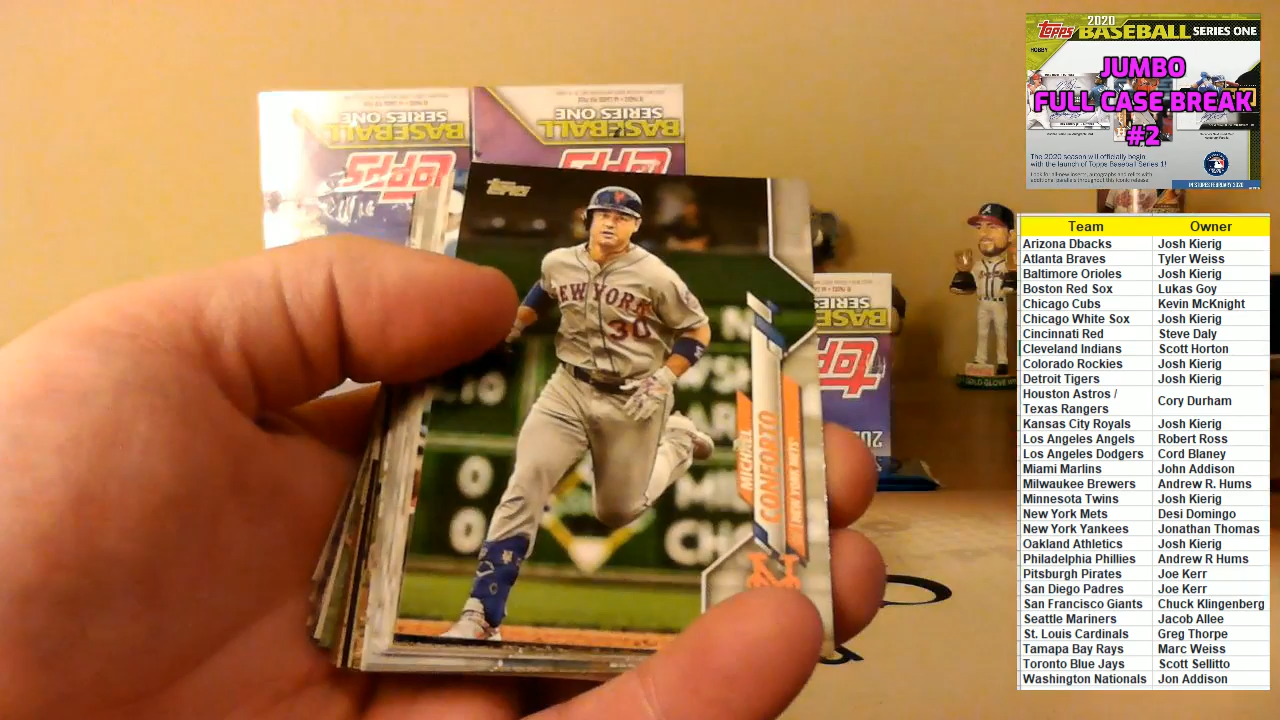 BASEBALL
SERIES ONE
Topps
BASEBALL
SERIES ONE
Topps
topps
NEW YORK
30
MICHAEL
CONFORTO
NEW YORK METS
0
0
SERIES
topps
2020
Topps BASEBALL SERIES ONE
HOBBY
JUMBO
FULL CASE BREAK
#2
The 2020 season will officially begin
with the launch of Topps Baseball Series 1!
IN STORES FEBRUARY 2020
Team Owner
Arizona Dbacks Josh Kierig
Atlanta Braves Tyler Weiss
Baltimore Orioles Josh Kierig
Boston Red Sox Lukas Goy
Chicago Cubs Kevin McKnight
Chicago White Sox Josh Kierig
Cincinnati Red Steve Daly
Cleveland Indians Scott Horton
Colorado Rockies Josh Kierig
Detroit Tigers Josh Kierig
Houston Astros /
Texas Rangers Cory Durham
Kansas City Royals Josh Kierig
Los Angeles Angels Robert Ross
Los Angeles Dodgers Cord Blaney
Miami Marlins John Addison
Milwaukee Brewers Andrew R. Hums
Minnesota Twins Josh Kierig
New York Mets Desi Domingo
New York Yankees Jonathan Thomas
Oakland Athletics Josh Kierig
Philadelphia Phillies Andrew R Hums
Pittsburgh Pirates Joe Kerr
San Diego Padres Joe Kerr
San Francisco Giants Chuck Klingenberg
Seattle Mariners Jacob Allee
St. Louis Cardinals Greg Thorpe
Tamapa Bay Rays Marc Weiss
Toronto Blue Jays Scott Sellitto
Washington Nationals Jon Addison